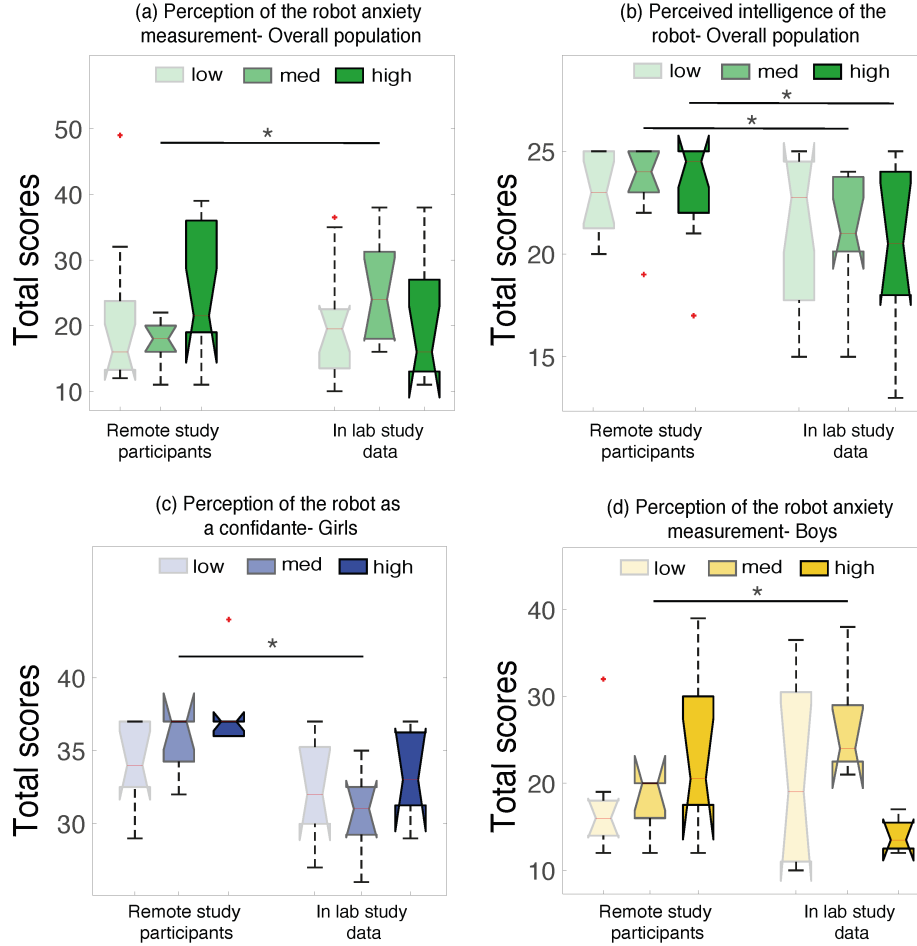 (a) Perception of the robot anxiety
measurement- Overall population
low med high
*
50
40
30
20
10
Total scores
Remote study
participants
In lab study
data
(b) Perceived intelligence of the
robot- Overall population
low med high
*
*
25
20
15
Total scores
Remote study
participants
In lab study
data
(c) Perception of the robot as
a confidante- Girls
low med high
*
40
35
30
Total scores
Remote study
participants
In lab study
data
(d) Perception of the robot anxiety
measurement- Boys
low med high
*
40
30
20
10
Total scores
Remote study
participants
In lab study
data